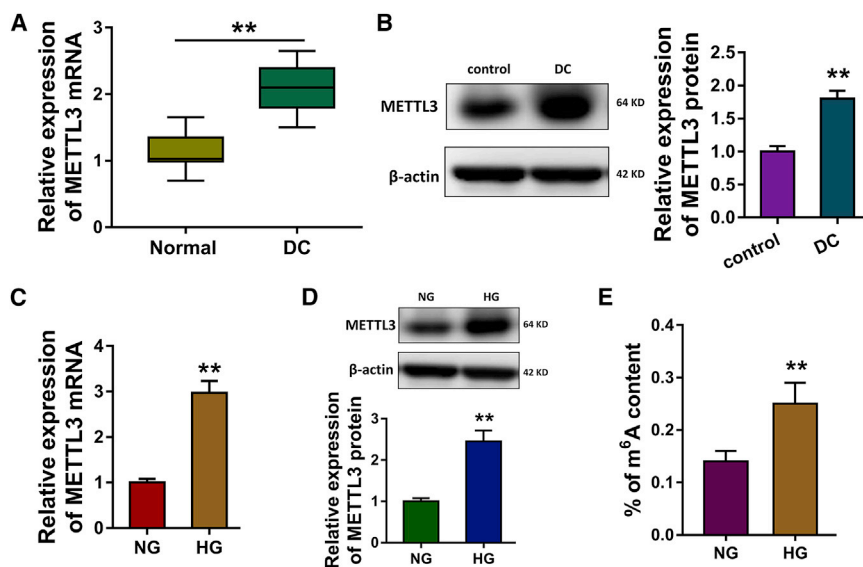 A
Relative expression
of METTL3 mRNA
3
2
1
0
**
Normal
DC
B
control
DC
METTL3
64 KD
β-actin
42 KD
Relative expression
of METTL3 protein
2.0
1.5
1.0
0.5
0.0
**
control
DC
C
Relative expression
of METTL3 mRNA
4
3
2
1
0
**
NG
HG
D
NG
HG
METTL3
64 KD
β-actin
42 KD
Relative expression
of METTL3 protein
3
2
1
0
**
NG
HG
E
% of m⁶A content
0.4
0.3
0.2
0.1
0.0
**
NG
HG